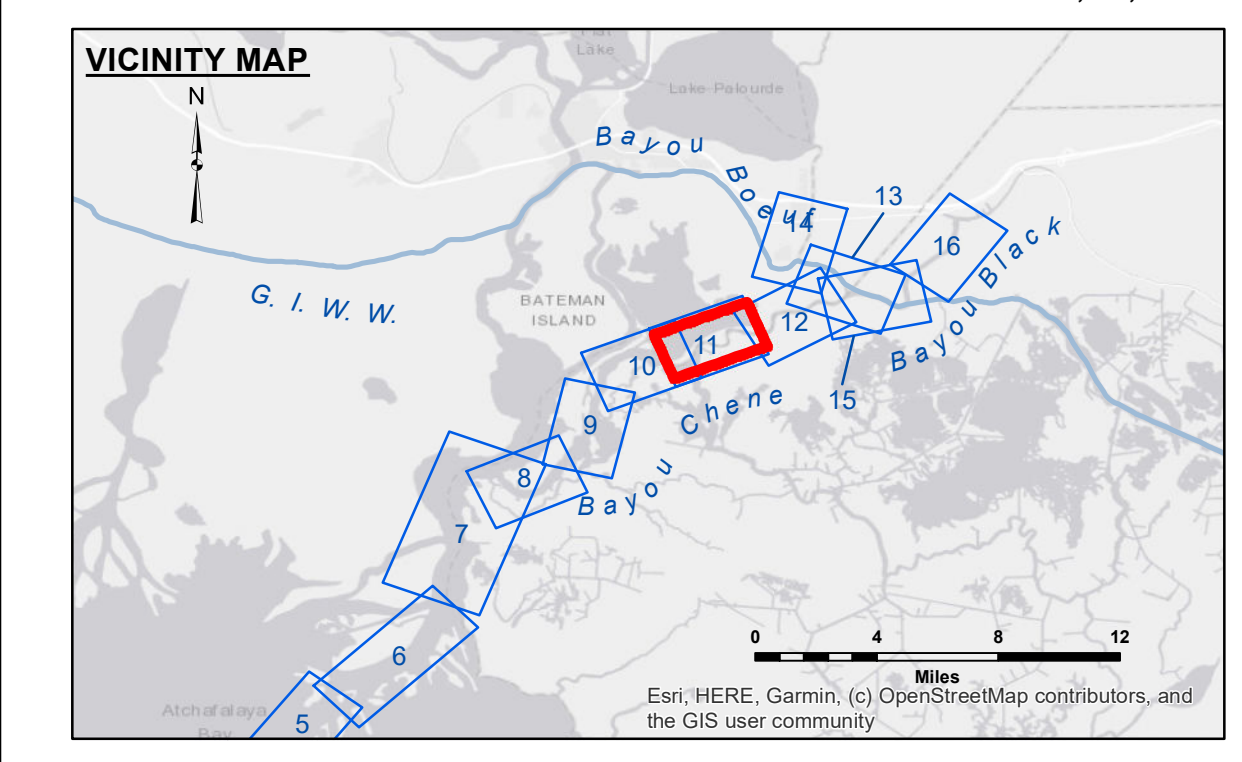 VICINITY MAP
N
Lake
Lake Palourde
Bayou
Boeuf
13
14
16
Bayou Black
G. I. W. W.
BATEMAN
ISLAND
12
11
10
15
Chene
9
8
Bayou
7
6
5
0 4 8 12
Miles
Esri, HERE, Garmin, (c) OpenStreetMap contributors, and
the GIS user community
Atchafalaya
Bay